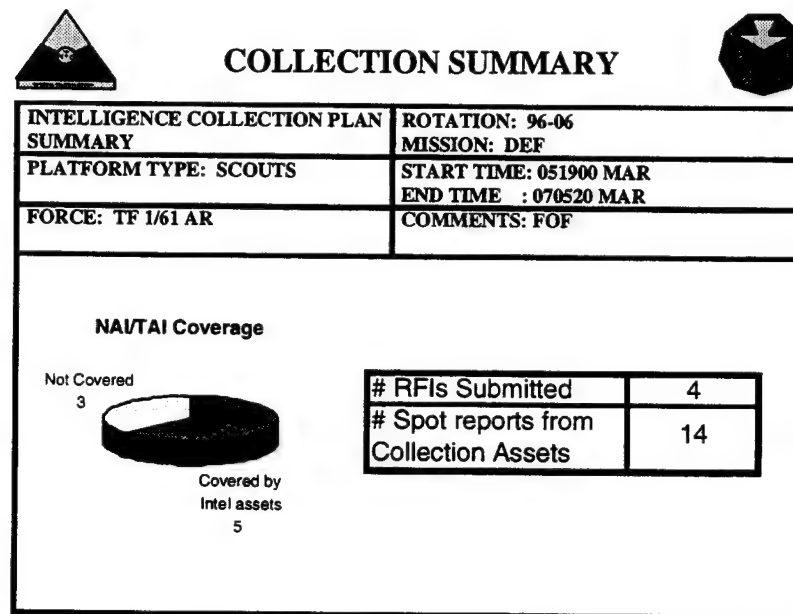 COLLECTION SUMMARY
INTELLIGENCE COLLECTION PLAN
SUMMARY
ROTATION: 96-06
MISSION: DEF
PLATFORM TYPE: SCOUTS
START TIME: 051900 MAR
END TIME : 070520 MAR
FORCE: TF 1/61 AR
COMMENTS: FOF
NAI/TAI Coverage
Not Covered
3
Covered by
Intel assets
5
# RFIs Submitted
4
# Spot reports from
Collection Assets
14